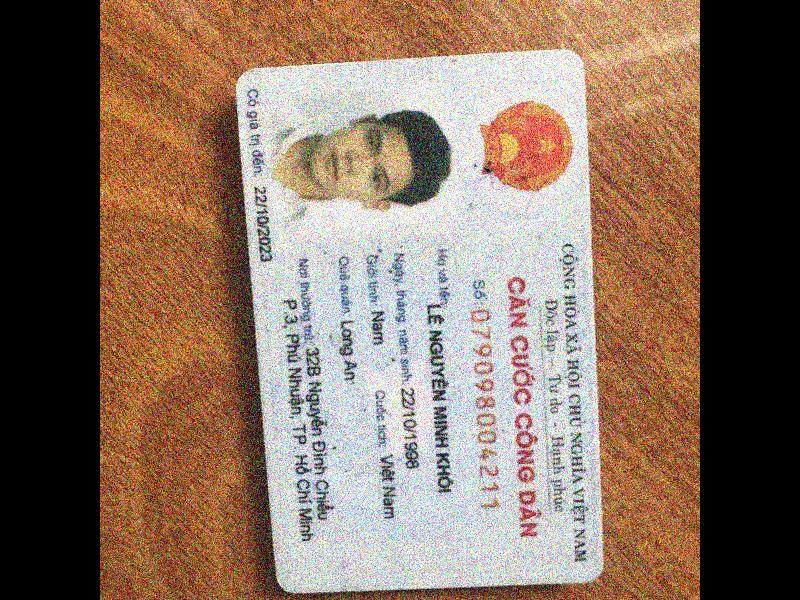 CỘNG HÒA XÃ HỘI CHỦ NGHĨA VIỆT NAM
Độc lập - Tự do - Hạnh phúc
CĂN CƯỚC CÔNG DÂN
Số: 079098004211
Họ và tên: LÊ NGUYỄN MINH KHÔI
Ngày, tháng, năm sinh: 22/10/1998
Giới tính: Nam Quốc tịch: Việt Nam
Quê quán: Long An
Nơi thường trú: 32B Nguyễn Đình Chiểu
P.3, Phú Nhuận, TP. Hồ Chí Minh
Có giá trị đến: 22/10/2023